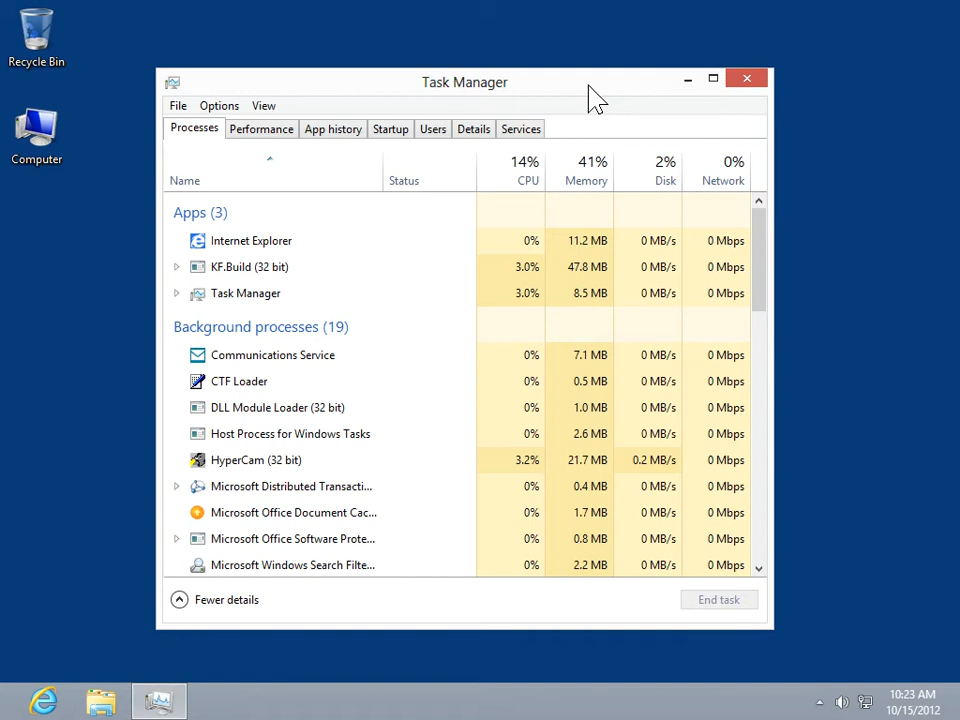 Recycle Bin
Computer
Task Manager
File Options View
Processes Performance App history Startup Users Details Services
14% 41% 2% 0%
Name Status CPU Memory Disk Network
Apps (3)
Internet Explorer 0% 11.2 MB 0 MB/s 0 Mbps
KF.Build (32 bit) 3.0% 47.8 MB 0 MB/s 0 Mbps
Task Manager 3.0% 8.5 MB 0 MB/s 0 Mbps
Background processes (19)
Communications Service 0% 7.1 MB 0 MB/s 0 Mbps
CTF Loader 0% 0.5 MB 0 MB/s 0 Mbps
DLL Module Loader (32 bit) 0% 1.0 MB 0 MB/s 0 Mbps
Host Process for Windows Tasks 0% 2.6 MB 0 MB/s 0 Mbps
HyperCam (32 bit) 3.2% 21.7 MB 0.2 MB/s 0 Mbps
Microsoft Distributed Transacti... 0% 0.4 MB 0 MB/s 0 Mbps
Microsoft Office Document Cac... 0% 1.7 MB 0 MB/s 0 Mbps
Microsoft Office Software Prote... 0% 0.8 MB 0 MB/s 0 Mbps
Microsoft Windows Search Filte... 0% 2.2 MB 0 MB/s 0 Mbps
Fewer details End task
10:23 AM
10/15/2012